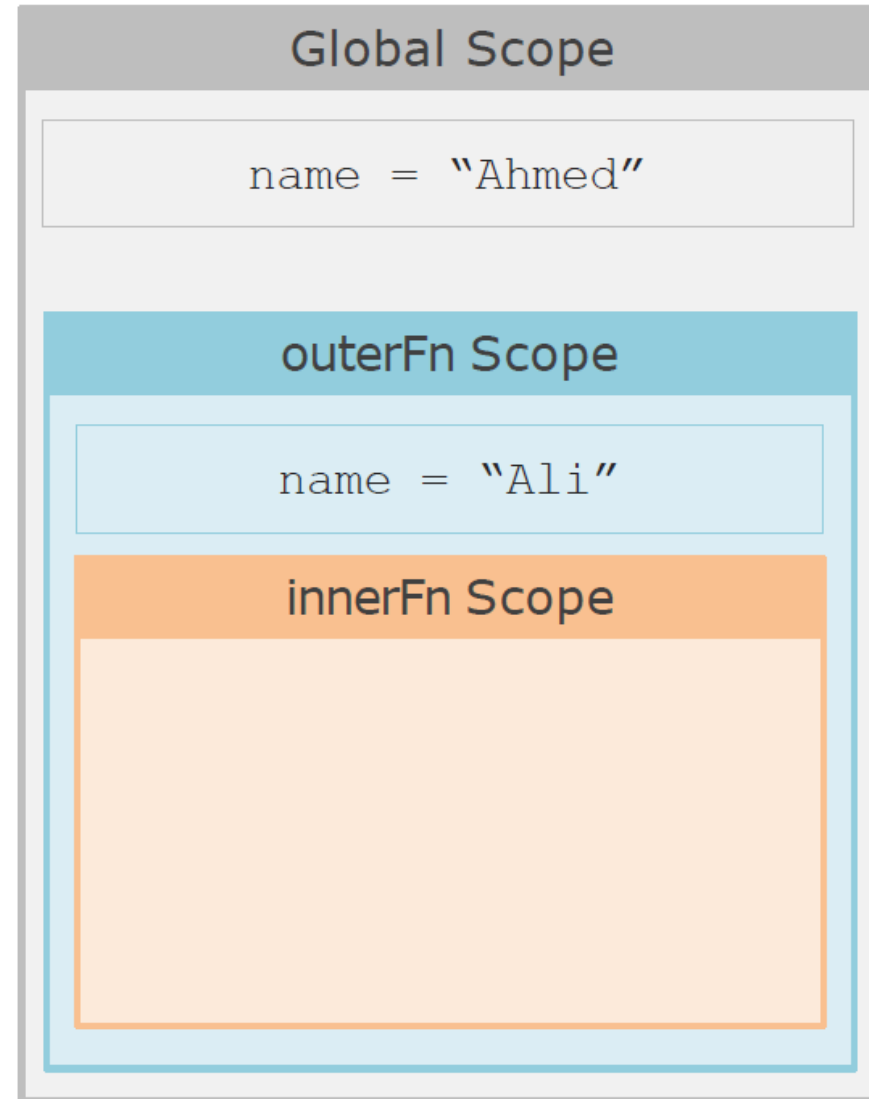 Global Scope
name = “Ahmed”
outerFn Scope
name = “Ali”
innerFn Scope